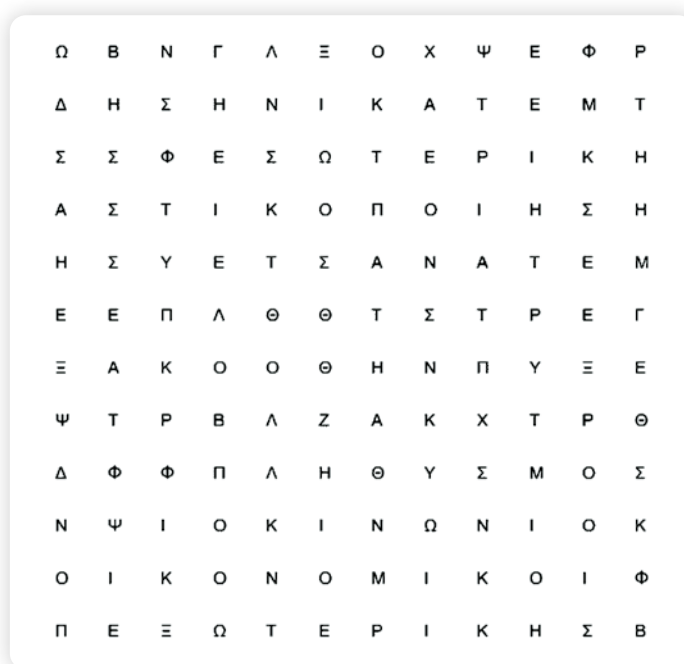 Ω Β Ν Γ Λ Ξ Ο Χ Ψ Ε Φ Ρ
Δ Η Σ Η Ν Ι Κ Α Τ Ε Μ Τ
Σ Σ Φ Ε Σ Ω Τ Ε Ρ Ι Κ Η
Α Σ Τ Ι Κ Ο Π Ο Ι Η Σ Η
Η Σ Υ Ε Τ Σ Α Ν Α Τ Ε Μ
Ε Ε Π Λ Θ Θ Τ Σ Τ Ρ Ε Γ
Ξ Α Κ Ο Ο Θ Η Ν Π Υ Ξ Ε
Ψ Τ Ρ Β Λ Ζ Α Κ Χ Τ Ρ Θ
Δ Φ Φ Π Λ Η Θ Υ Σ Μ Ο Σ
Ν Ψ Ι Ο Κ Ι Ν Ω Ν Ι Ο Κ
Ο Ι Κ Ο Ν Ο Μ Ι Κ Ο Ι Φ
Π Ε Ξ Ω Τ Ε Ρ Ι Κ Η Σ Β